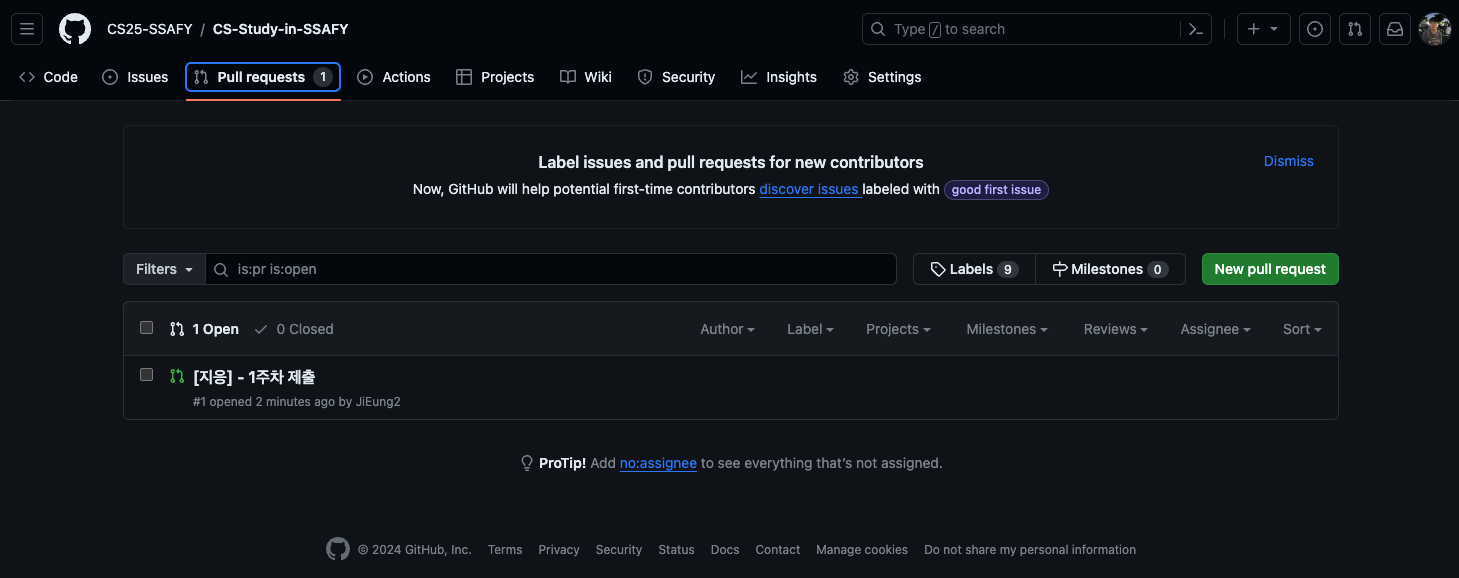 CS25-SSAFY / CS-Study-in-SSAFY
Type / to search
Code Issues Pull requests 1 Actions Projects Wiki Security Insights Settings
Label issues and pull requests for new contributors
Dismiss
Now, GitHub will help potential first-time contributors discover issues labeled with good first issue
Filters is:pr is:open Labels 9 Milestones 0 New pull request
1 Open 0 Closed Author Label Projects Milestones Reviews Assignee Sort
[지응] - 1주차 제출
#1 opened 2 minutes ago by JiEung2
ProTip! Add no:assignee to see everything that’s not assigned.
© 2024 GitHub, Inc. Terms Privacy Security Status Docs Contact Manage cookies Do not share my personal information